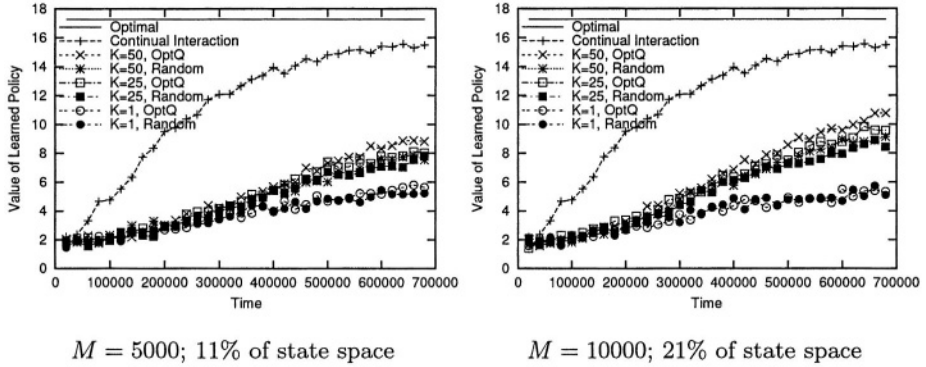 18
16
14
12
10
8
6
4
2
0
Value of Learned Policy
Optimal
Continual Interaction
K=50, OptQ
K=50, Random
K=25, OptQ
K=25, Random
K=1, OptQ
K=1, Random
0 100000 200000 300000 400000 500000 600000 700000
Time
M = 5000; 11% of state space
18
16
14
12
10
8
6
4
2
0
Value of Learned Policy
Optimal
Continual Interaction
K=50, OptQ
K=50, Random
K=25, OptQ
K=25, Random
K=1, OptQ
K=1, Random
0 100000 200000 300000 400000 500000 600000 700000
Time
M = 10000; 21% of state space